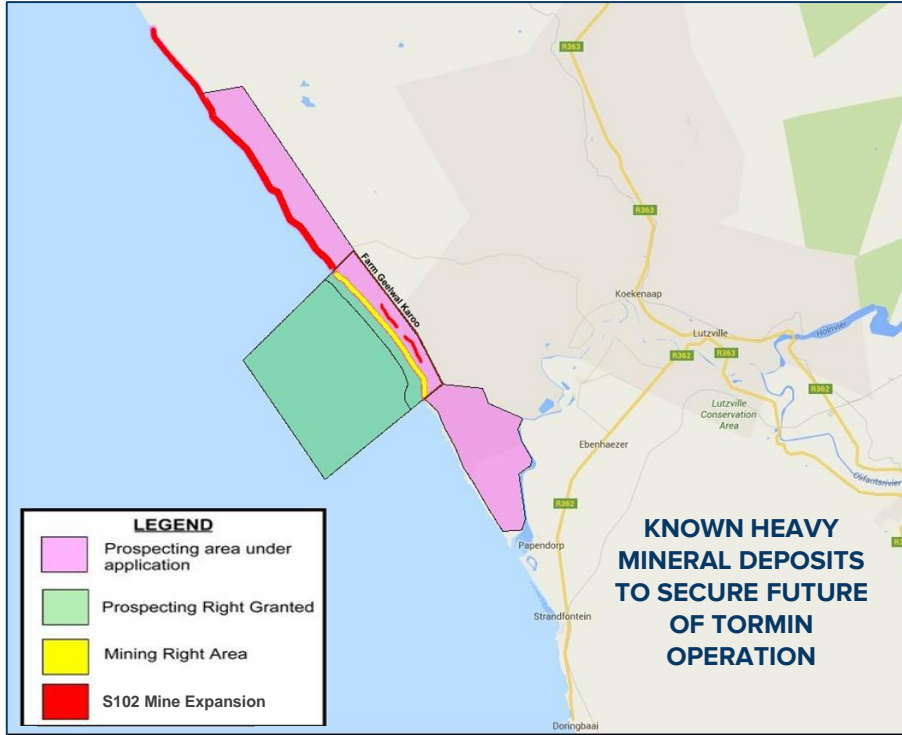 R363
R363
Farm Geelwal Karoo
Koekenaap
Lutzville
Holrivier
R362
R363
R362
Lutzville
Conservation
Area
Ebenhaezer
Olifantsrivier
R362
Papendorp
Strandfontein
Doringbaai
KNOWN HEAVY
MINERAL DEPOSITS
TO SECURE FUTURE
OF TORMIN
OPERATION
LEGEND
Prospecting area under
application
Prospecting Right Granted
Mining Right Area
S102 Mine Expansion